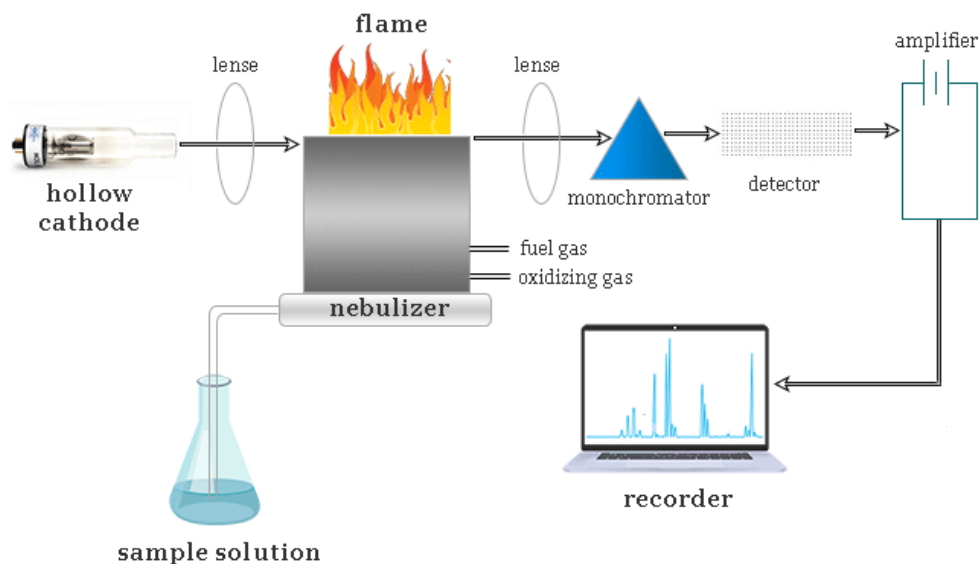 flame
amplifier
lense
lense
hollow
cathode
monochromator
detector
fuel gas
oxidizing gas
nebulizer
recorder
sample solution